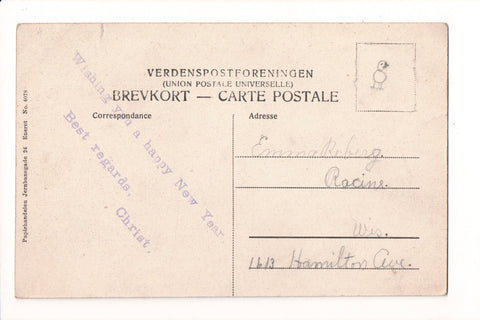 VERDENSPOSTFORENINGEN
(UNION POSTALE UNIVERSELLE)
BREVKORT — CARTE POSTALE
Correspondance
Adresse
Wishing you a happy New Year
Best regards,
Christ.
Emma
Racine.
Wis.
1613 Hamilton Ave.
Papirhandelen Jernbanegade 24 Eneret No. 6078